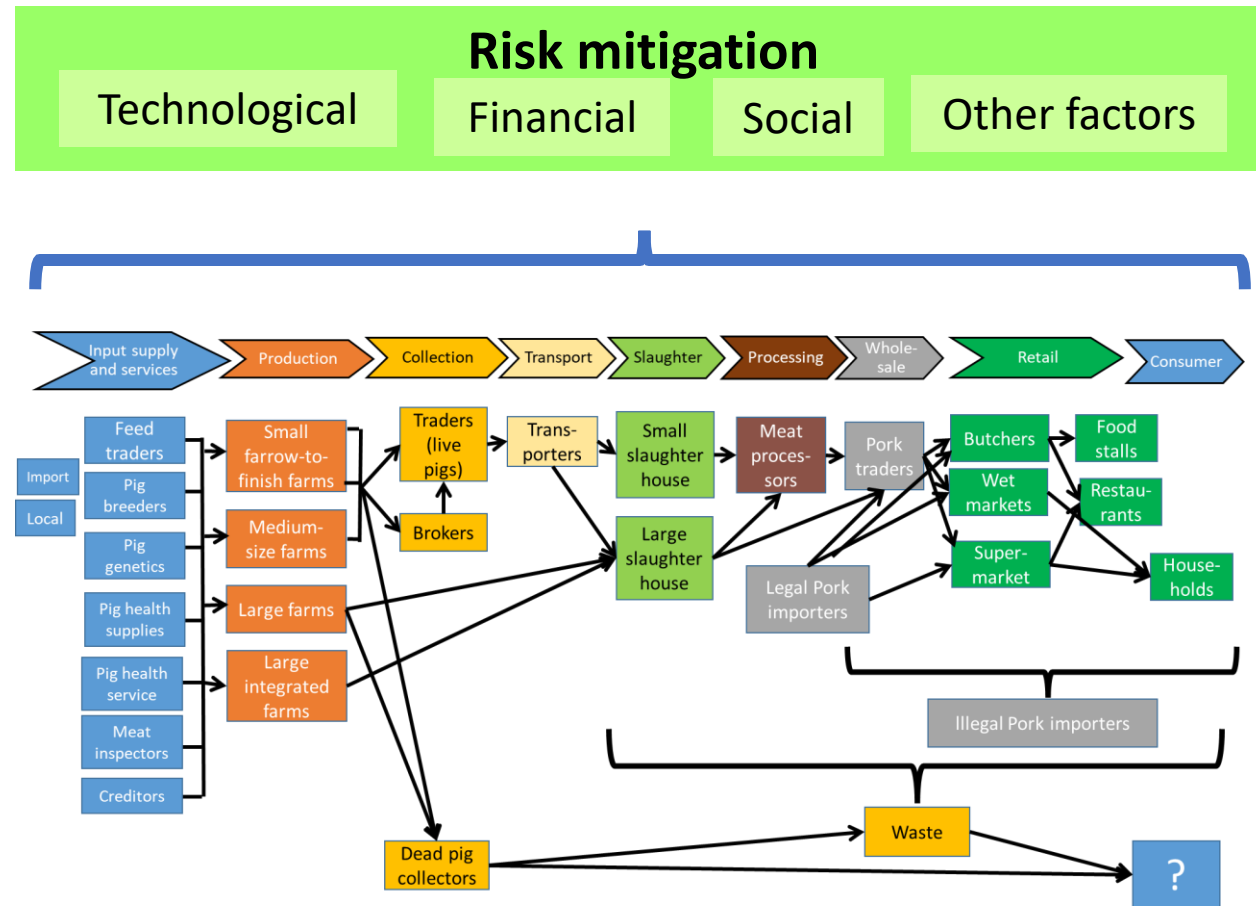 Risk mitigation
Technological
Financial
Social
Other factors
Input supply
and services
Production
Collection
Transport
Slaughter
Processing
Whole-
sale
Retail
Consumer
Import
Local
Feed
traders
Pig
breeders
Pig
genetics
Pig health
supplies
Pig health
service
Meat
inspectors
Creditors
Small
farrow-to-
finish farms
Medium-
size farms
Large farms
Large
integrated
farms
Traders
(live
pigs)
Brokers
Trans-
porters
Small
slaughter
house
Large
slaughter
house
Meat
proces-
sors
Pork
traders
Legal Pork
importers
Butchers
Wet
markets
Super-
market
Food
stalls
Restau-
rants
House-
holds
Illegal Pork importers
Dead pig
collectors
Waste
?